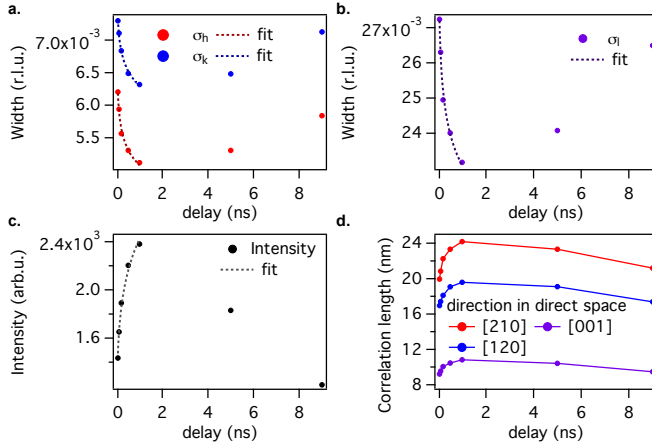 a.
7.0x10⁻³
6.5
6.0
5.5
Width (r.l.u.)
σh fit
σk fit
0 2 4 6 8
delay (ns)
b.
27x10⁻³
26
25
24
Width (r.l.u.)
σl
fit
0 2 4 6 8
delay (ns)
c.
2.4x10³
2.0
1.6
Intensity (arb.u.)
Intensity
fit
0 2 4 6 8
delay (ns)
d.
24
20
16
12
8
Correlation length (nm)
direction in direct space
[210] [001]
[120]
0 2 4 6 8
delay (ns)